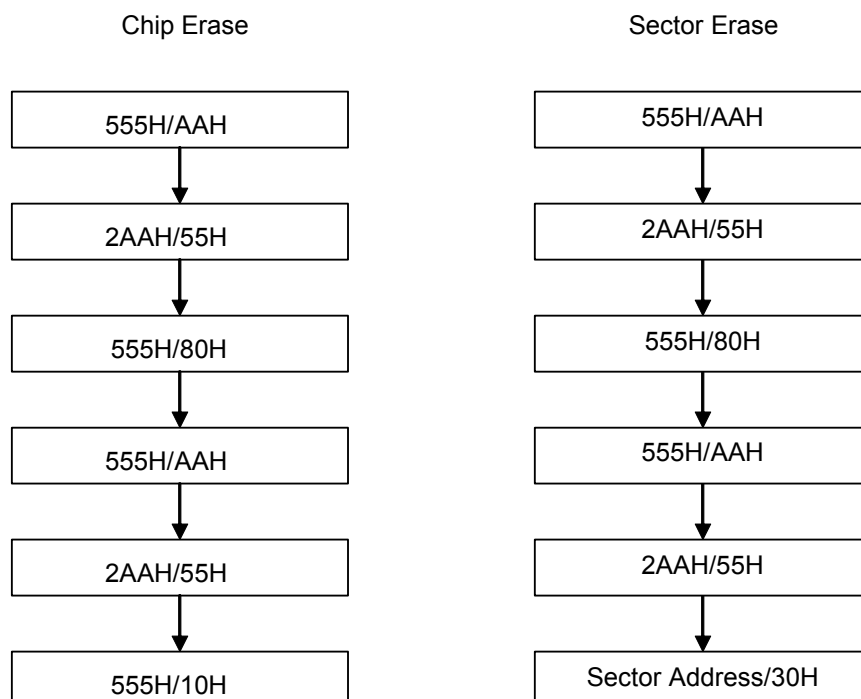 Chip Erase
555H/AAH
2AAH/55H
555H/80H
555H/AAH
2AAH/55H
555H/10H
Sector Erase
555H/AAH
2AAH/55H
555H/80H
555H/AAH
2AAH/55H
Sector Address/30H